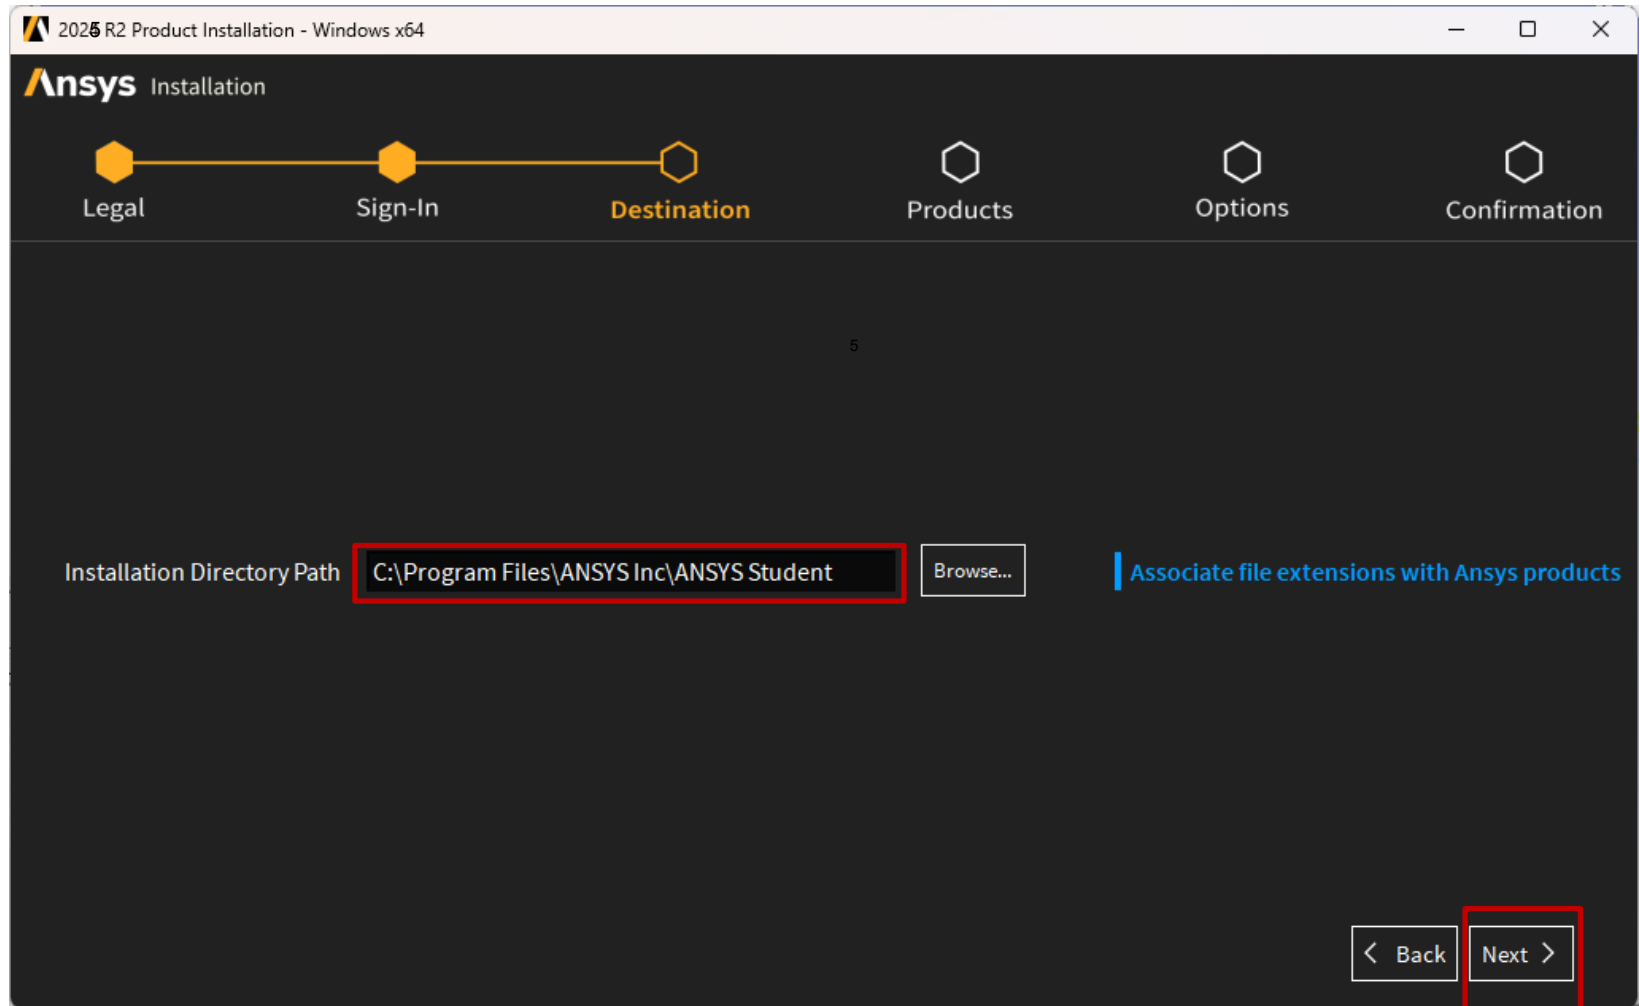 2025 R2 Product Installation - Windows x64
Ansys Installation
Legal
Sign-In
Destination
Products
Options
Confirmation
5
Installation Directory Path
C:\Program Files\ANSYS Inc\ANSYS Student
Browse...
Associate file extensions with Ansys products
Back
Next